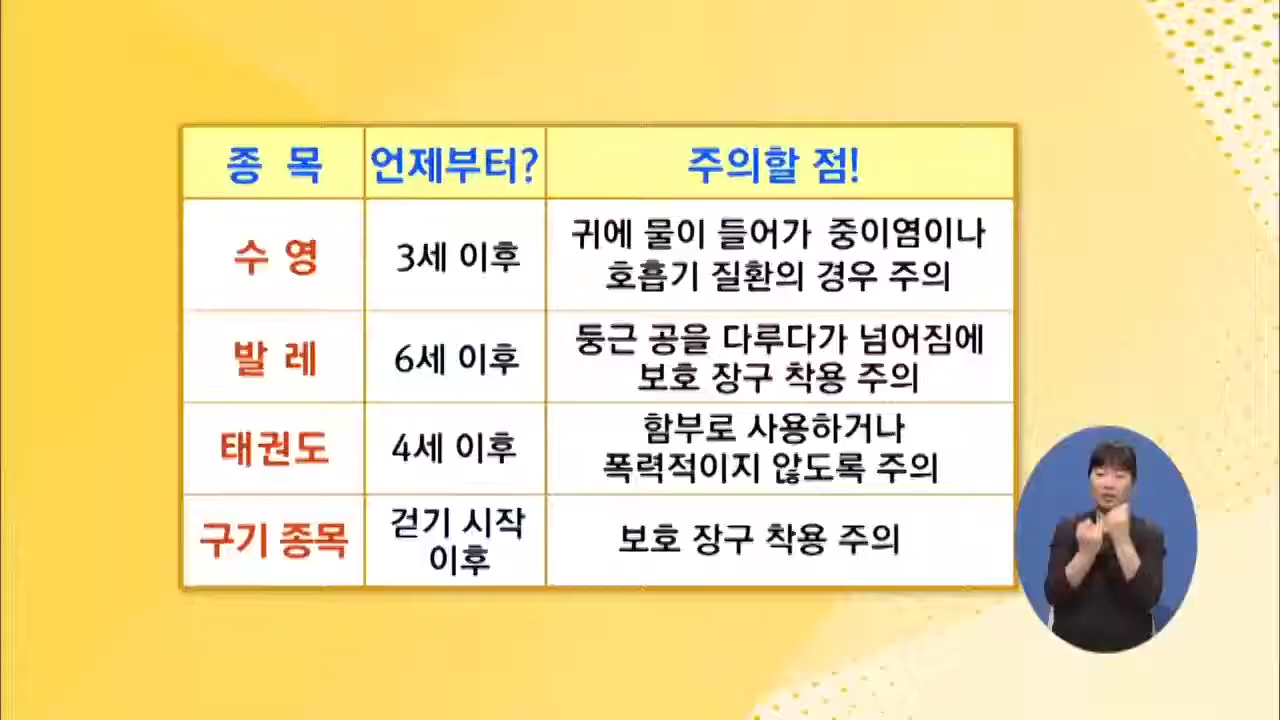 종 목 언제부터? 주의할 점!
수 영 3세 이후 귀에 물이 들어가 중이염이나
호흡기 질환의 경우 주의
발 레 6세 이후 둥근 공을 다루다가 넘어짐에
보호 장구 착용 주의
태권도 4세 이후 함부로 사용하거나
폭력적이지 않도록 주의
구기 종목 걷기 시작
이후 보호 장구 착용 주의